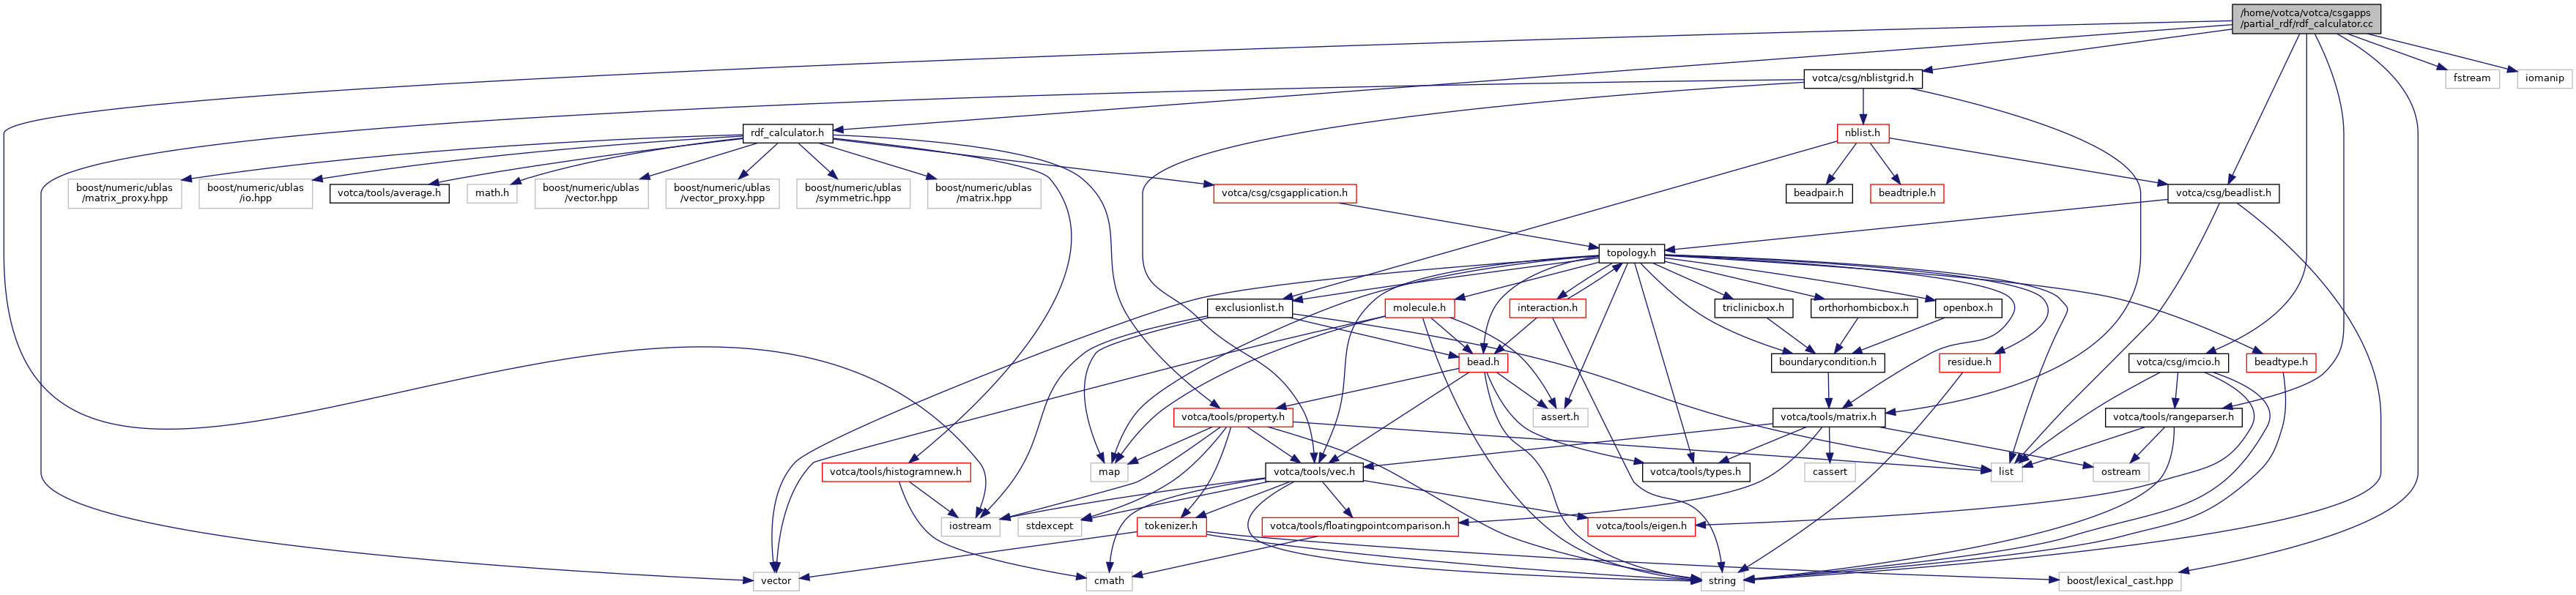 /home/votca/votca/csgapps
/partial_rdf/rdf_calculator.cc
votca/csg/nblistgrid.h
fstream
iomanip
rdf_calculator.h
nblist.h
boost/numeric/ublas
/matrix_proxy.hpp
boost/numeric/ublas
/io.hpp
votca/tools/average.h
math.h
boost/numeric/ublas
/vector.hpp
boost/numeric/ublas
/vector_proxy.hpp
boost/numeric/ublas
/symmetric.hpp
boost/numeric/ublas
/matrix.hpp
votca/csg/csgapplication.h
beadpair.h
beadtriple.h
votca/csg/beadlist.h
topology.h
exclusionlist.h
molecule.h
interaction.h
triclinicbox.h
orthorhombicbox.h
openbox.h
bead.h
boundarycondition.h
residue.h
votca/csg/imcio.h
beadtype.h
votca/tools/property.h
assert.h
votca/tools/matrix.h
votca/tools/rangeparser.h
votca/tools/histogramnew.h
map
votca/tools/vec.h
votca/tools/types.h
cassert
list
ostream
iostream
stdexcept
tokenizer.h
votca/tools/floatingpointcomparison.h
votca/tools/eigen.h
vector
cmath
string
boost/lexical_cast.hpp